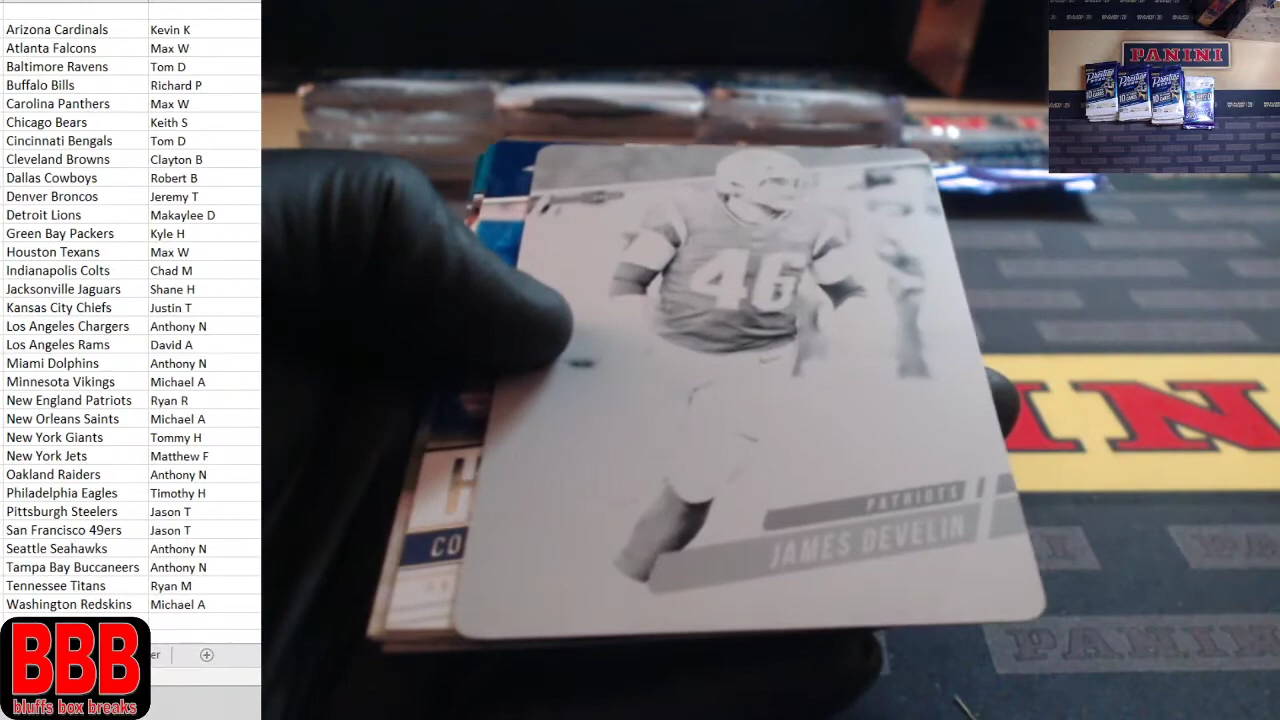 Arizona Cardinals Kevin K
Atlanta Falcons Max W
Baltimore Ravens Tom D
Buffalo Bills Richard P
Carolina Panthers Max W
Chicago Bears Keith S
Cincinnati Bengals Tom D
Cleveland Browns Clayton B
Dallas Cowboys Robert B
Denver Broncos Jeremy T
Detroit Lions Makaylee D
Green Bay Packers Kyle H
Houston Texans Max W
Indianapolis Colts Chad M
Jacksonville Jaguars Shane H
Kansas City Chiefs Justin T
Los Angeles Chargers Anthony N
Los Angeles Rams David A
Miami Dolphins Anthony N
Minnesota Vikings Michael A
New England Patriots Ryan R
New Orleans Saints Michael A
New York Giants Tommy H
New York Jets Matthew F
Oakland Raiders Anthony N
Philadelphia Eagles Timothy H
Pittsburgh Steelers Jason T
San Francisco 49ers Jason T
Seattle Seahawks Anthony N
Tampa Bay Buccaneers Anthony N
Tennessee Titans Ryan M
Washington Redskins Michael A
er
BBB
bluffs box breaks
46
PATRIOTS
JAMES DEVELIN
H
CO
IN
PANINI
PANINI
Prestige